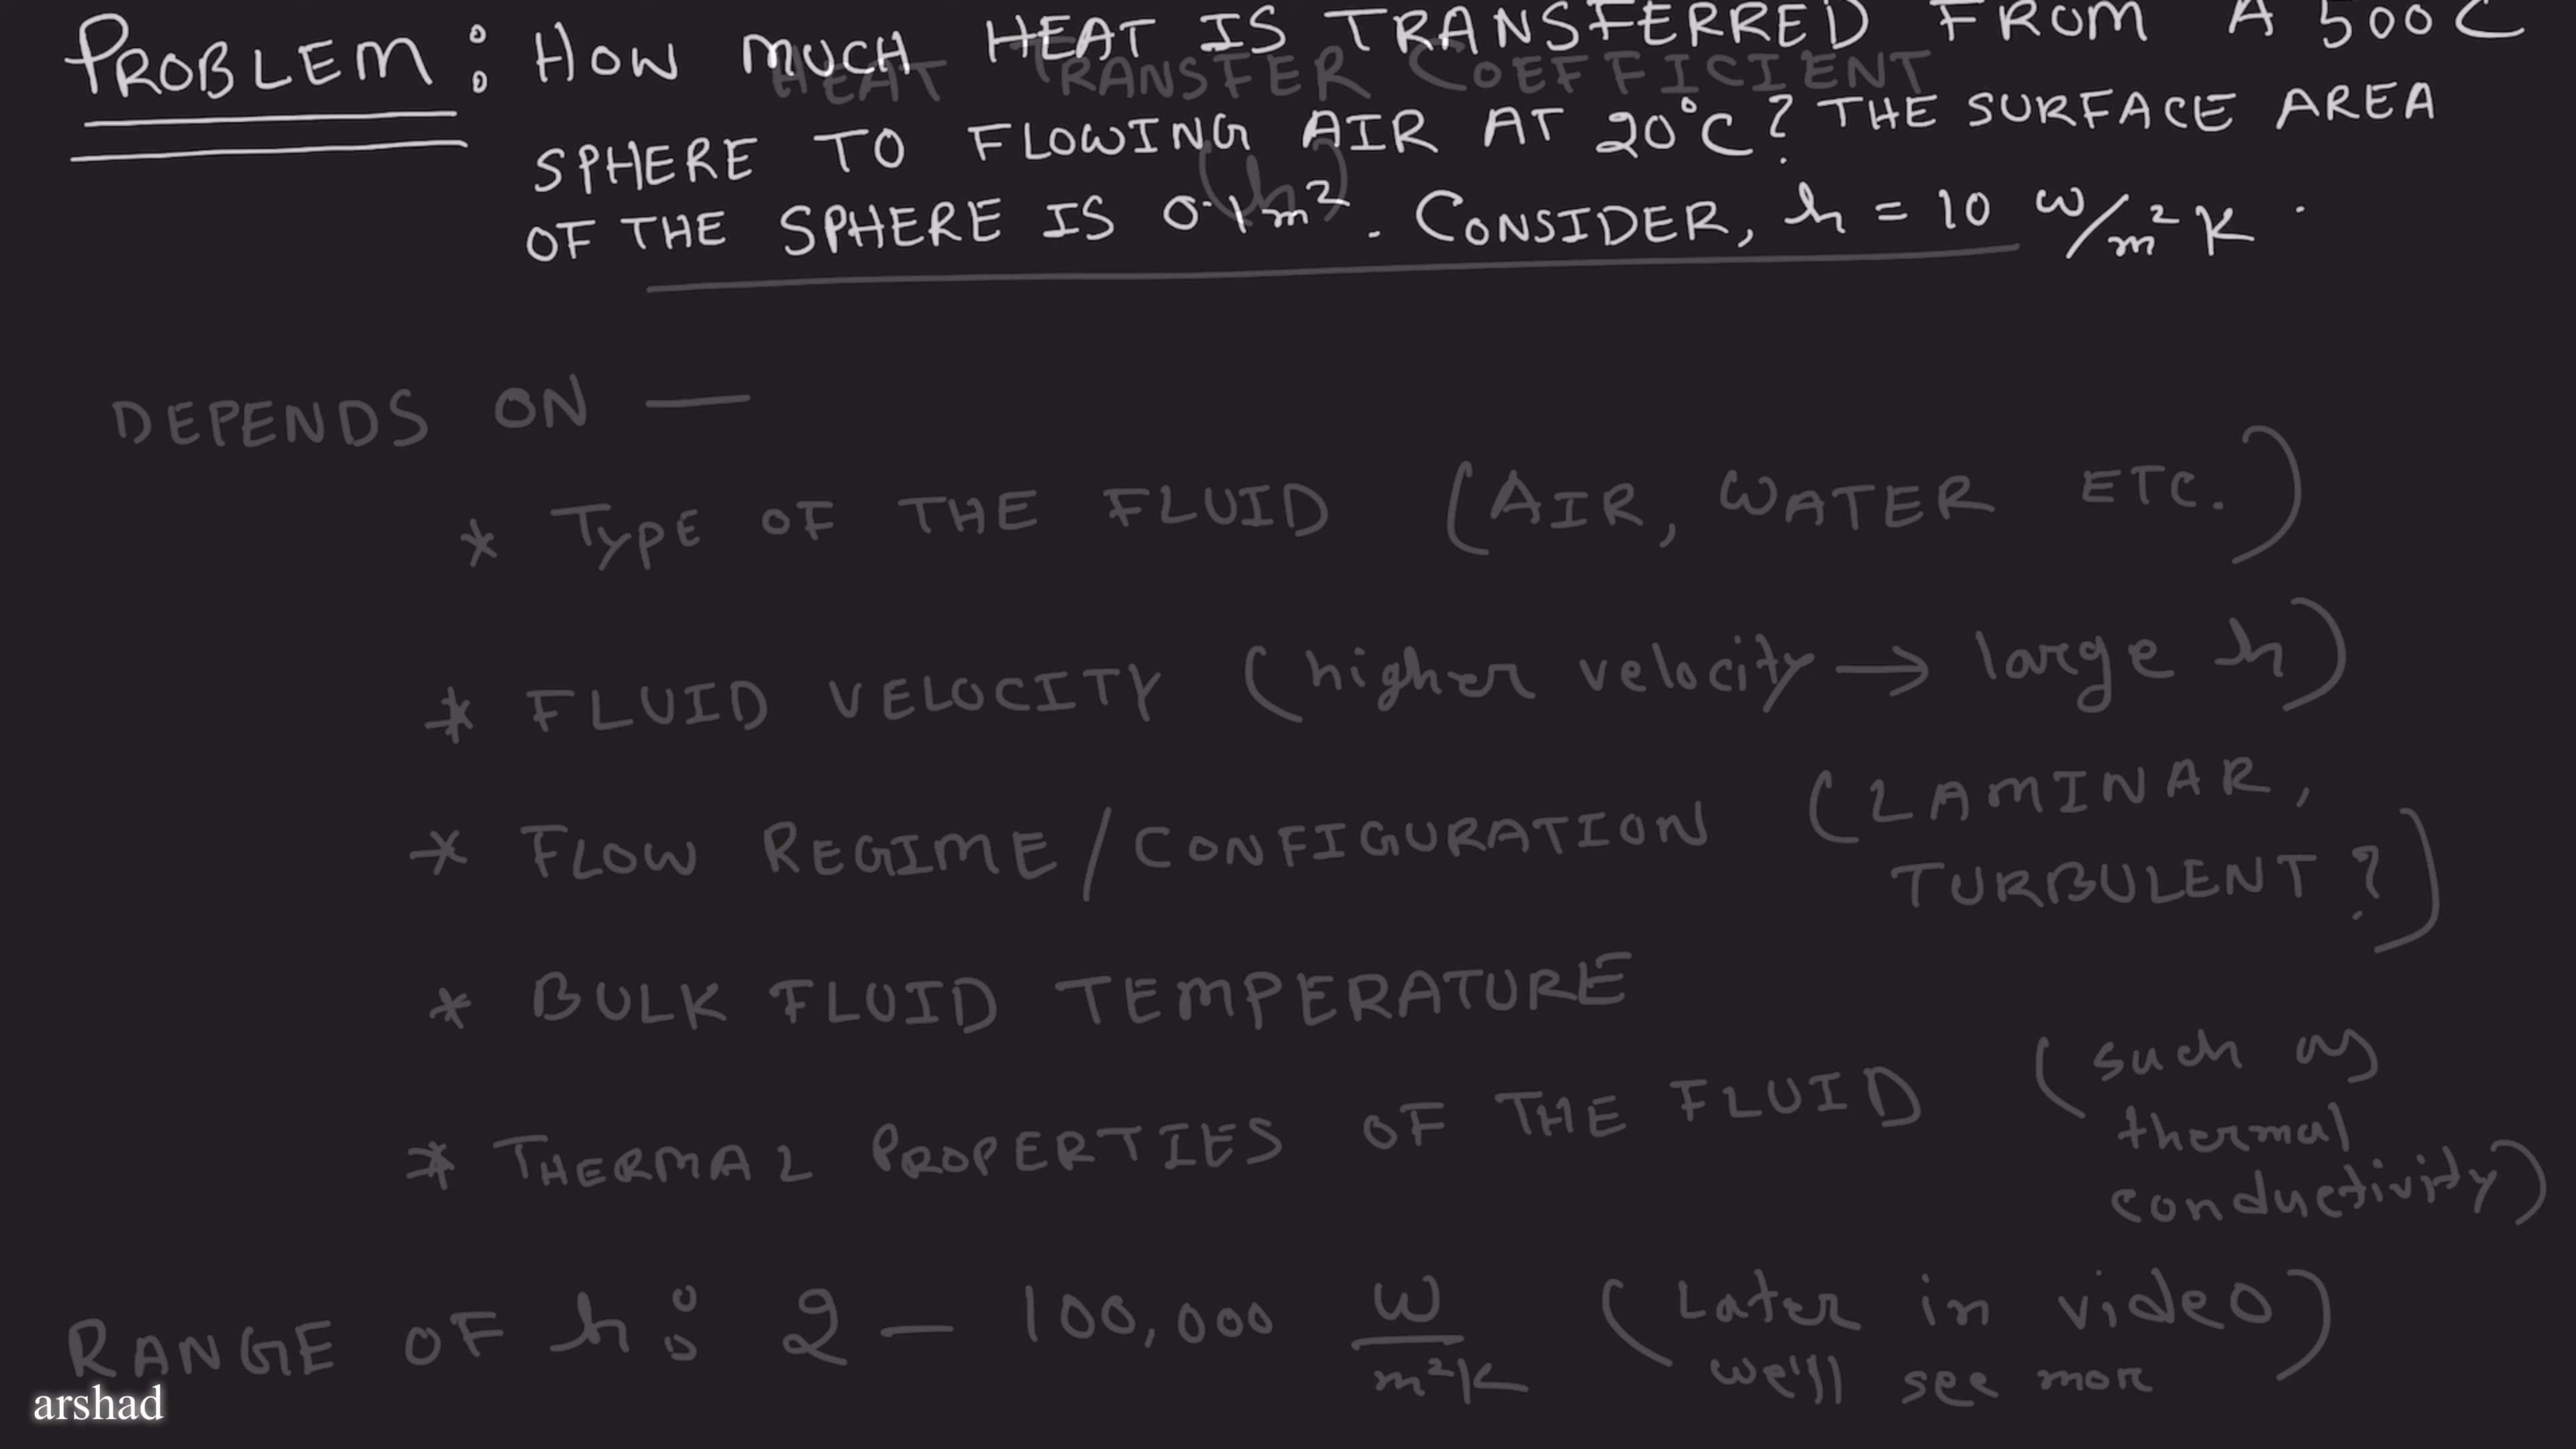 PROBLEM: HOW MUCH HEAT IS TRANSFERRED FROM A 500C
HEAT TRANSFER COEFFICIENT
SPHERE TO FLOWING AIR AT 20°C? THE SURFACE AREA
(h)
OF THE SPHERE IS 0.1m². CONSIDER, h = 10 W/m²K.
DEPENDS ON —
* TYPE OF THE FLUID (AIR, WATER ETC.)
* FLUID VELOCITY (higher velocity → large h)
* FLOW REGIME/CONFIGURATION (LAMINAR,
TURBULENT?)
* BULK FLUID TEMPERATURE
* THERMAL PROPERTIES OF THE FLUID (such as
thermal
conductivity)
RANGE OF h: 2 — 100,000 W/m²K (Later in video
we'll see more)
arshad